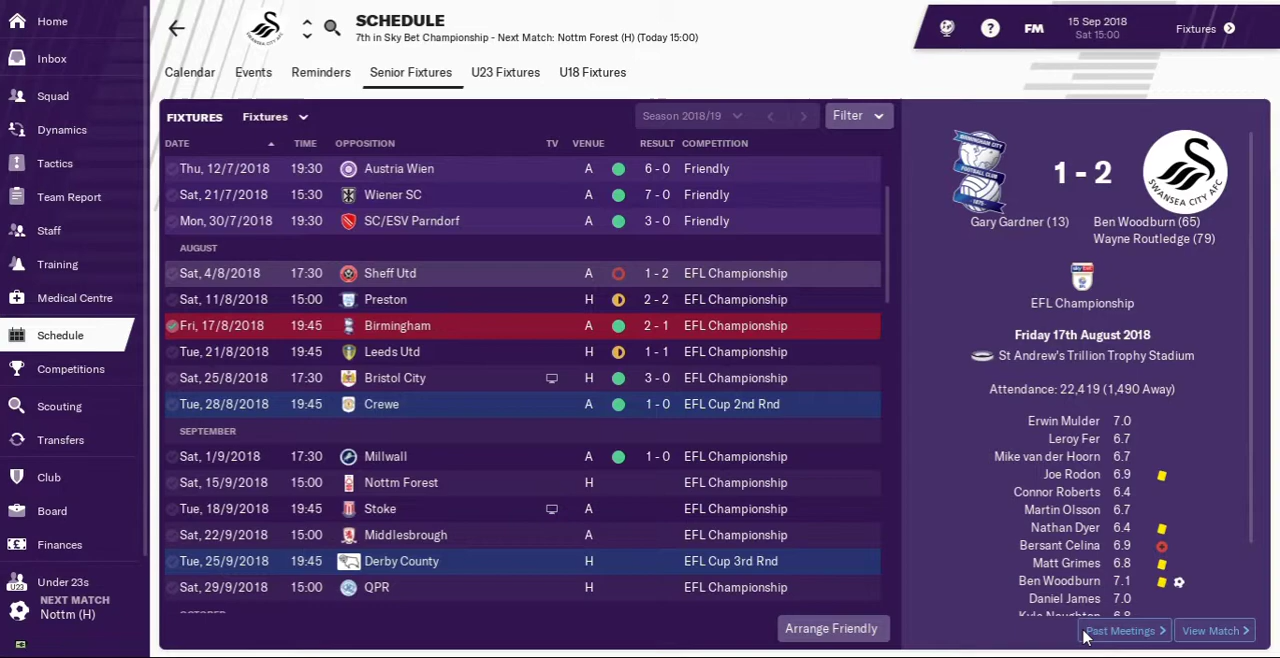 Home
Inbox
Squad
Dynamics
Tactics
Team Report
Staff
Training
Medical Centre
Schedule
Competitions
Scouting
Transfers
Club
Board
Finances
U23
Under 23s
NEXT MATCH
Nottm (H)
SCHEDULE
7th in Sky Bet Championship - Next Match: Nottm Forest (H) (Today 15:00)
? FM 15 Sep 2018
Sat 15:00
Fixtures
Calendar Events Reminders Senior Fixtures U23 Fixtures U18 Fixtures
FIXTURES Fixtures Season 2018/19 Filter
DATE TIME OPPOSITION TV VENUE RESULT COMPETITION
Thu, 12/7/2018 19:30 Austria Wien A 6 - 0 Friendly
Sat, 21/7/2018 15:30 Wiener SC A 7 - 0 Friendly
Mon, 30/7/2018 19:30 SC/ESV Parndorf A 3 - 0 Friendly
AUGUST
Sat, 4/8/2018 17:30 Sheff Utd A 1 - 2 EFL Championship
Sat, 11/8/2018 15:00 Preston H 2 - 2 EFL Championship
Fri, 17/8/2018 19:45 Birmingham A 2 - 1 EFL Championship
Tue, 21/8/2018 19:45 Leeds Utd H 1 - 1 EFL Championship
Sat, 25/8/2018 17:30 Bristol City H 3 - 0 EFL Championship
Tue, 28/8/2018 19:45 Crewe A 1 - 0 EFL Cup 2nd Rnd
SEPTEMBER
Sat, 1/9/2018 17:30 Millwall A 1 - 0 EFL Championship
Sat, 15/9/2018 15:00 Nottm Forest H EFL Championship
Tue, 18/9/2018 19:45 Stoke A EFL Championship
Sat, 22/9/2018 15:00 Middlesbrough A EFL Championship
Tue, 25/9/2018 19:45 Derby County H EFL Cup 3rd Rnd
Sat, 29/9/2018 15:00 QPR H EFL Championship
Arrange Friendly
BIRMINGHAM CITY
FOOTBALL CLUB
1875
1 - 2
SWANSEA CITY AFC
Gary Gardner (13) Ben Woodburn (65)
Wayne Routledge (79)
sky bet
EFL Championship
Friday 17th August 2018
St Andrew's Trillion Trophy Stadium
Attendance: 22,419 (1,490 Away)
Erwin Mulder 7.0
Leroy Fer 6.7
Mike van der Hoorn 6.7
Joe Rodon 6.9
Connor Roberts 6.4
Martin Olsson 6.7
Nathan Dyer 6.4
Bersant Celina 6.9
Matt Grimes 6.8
Ben Woodburn 7.1
Daniel James 7.0
Kyle Naughton 6.8
Past Meetings View Match